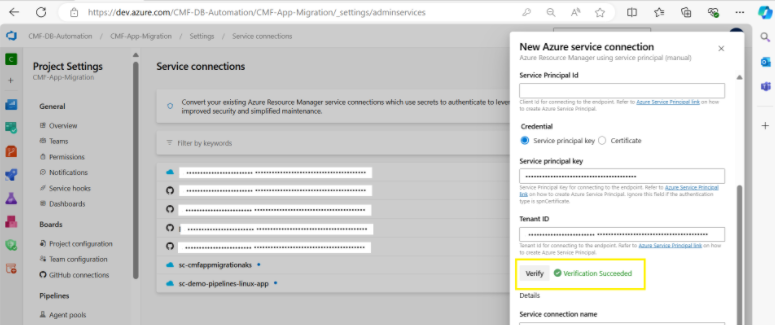 https://dev.azure.com/CMF-DB-Automation/CMF-App-Migration/_settings/adminservices
CMF-DB-Automation / CMF-App-Migration / Settings / Service connections
C
Project Settings
CMF-App-Migration
General
Overview
Teams
Permissions
Notifications
Service hooks
Dashboards
Boards
Project configuration
Team configuration
GitHub connections
Pipelines
Agent pools
Service connections
Convert your existing Azure Resource Manager service connections which use secrets to authenticate to lever
improved security and simplified maintenance.
Filter by keywords
sc-cmfappmigrationaks
sc-demo-pipelines-linux-app
New Azure service connection
Azure Resource Manager using service principal (manual)
Service Principal Id
Client Id for connecting to the endpoint. Refer to Azure Service Principal link on how
to create Azure Service Principal.
Credential
Service principal key
Certificate
Service principal key
Service Principal Key for connecting to the endpoint. Refer to Azure Service Principal
link on how to create Azure Service Principal. Ignore this field if the authentication
type is spnCertificate.
Tenant ID
Tenant Id for connecting to the endpoint. Refer to Azure Service Principal link on how
to create Azure Service Principal.
Verify
Verification Succeeded
Details
Service connection name